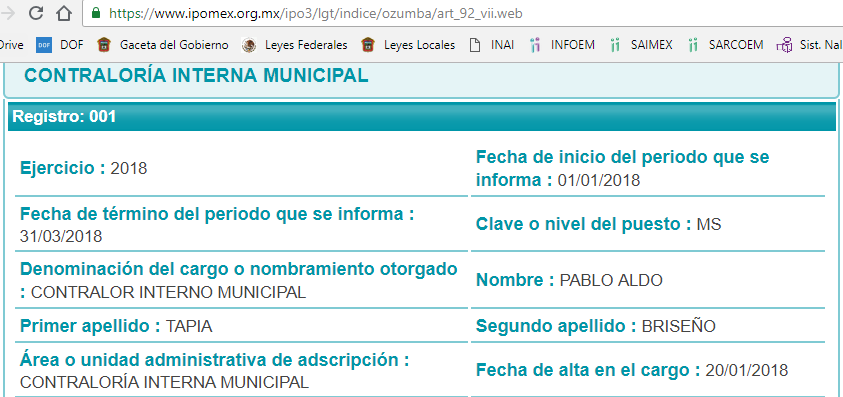 https://www.ipomex.org.mx/ipo3/lgt/indice/ozumba/art_92_vii.web
Drive DOF DOF Gaceta del Gobierno Leyes Federales Leyes Locales INAI INFOEM SAIMEX SARCOEM Sist. Nal
CONTRALORÍA INTERNA MUNICIPAL
Registro: 001
Ejercicio : 2018
Fecha de inicio del periodo que se
informa : 01/01/2018
Fecha de término del periodo que se informa :
31/03/2018
Clave o nivel del puesto : MS
Denominación del cargo o nombramiento otorgado
: CONTRALOR INTERNO MUNICIPAL
Nombre : PABLO ALDO
Primer apellido : TAPIA
Segundo apellido : BRISEÑO
Área o unidad administrativa de adscripción :
CONTRALORÍA INTERNA MUNICIPAL
Fecha de alta en el cargo : 20/01/2018